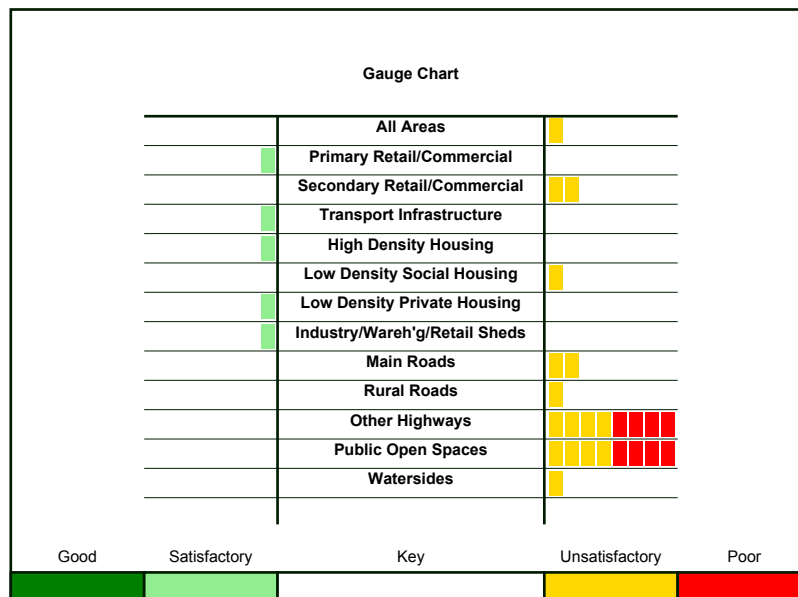 Gauge Chart
All Areas
Primary Retail/Commercial
Secondary Retail/Commercial
Transport Infrastructure
High Density Housing
Low Density Social Housing
Low Density Private Housing
Industry/Wareh'g/Retail Sheds
Main Roads
Rural Roads
Other Highways
Public Open Spaces
Watersides
Good Satisfactory Key Unsatisfactory Poor